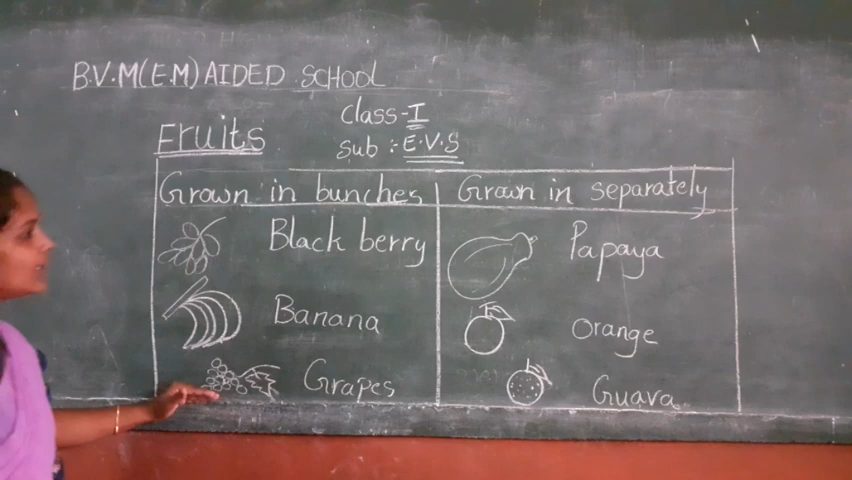 B.V.M(E.M) AIDED SCHOOL
Class-I
Fruits
Sub :- E.V.S
Grown in bunches
Grown in separately
Black berry
Papaya
Banana
Orange
Grapes
Guava